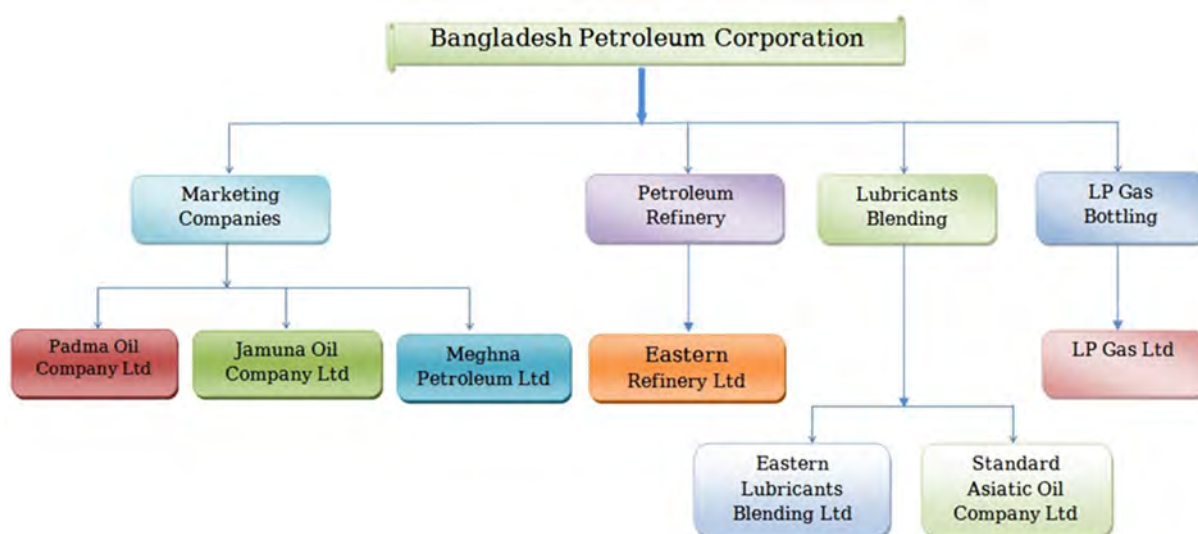 Bangladesh Petroleum Corporation
Marketing
Companies
Petroleum
Refinery
Lubricants
Blending
LP Gas
Bottling
Padma Oil
Company Ltd
Jamuna Oil
Company Ltd
Meghna
Petroleum Ltd
Eastern
Refinery Ltd
LP Gas Ltd
Eastern
Lubricants
Blending Ltd
Standard
Asiatic Oil
Company Ltd